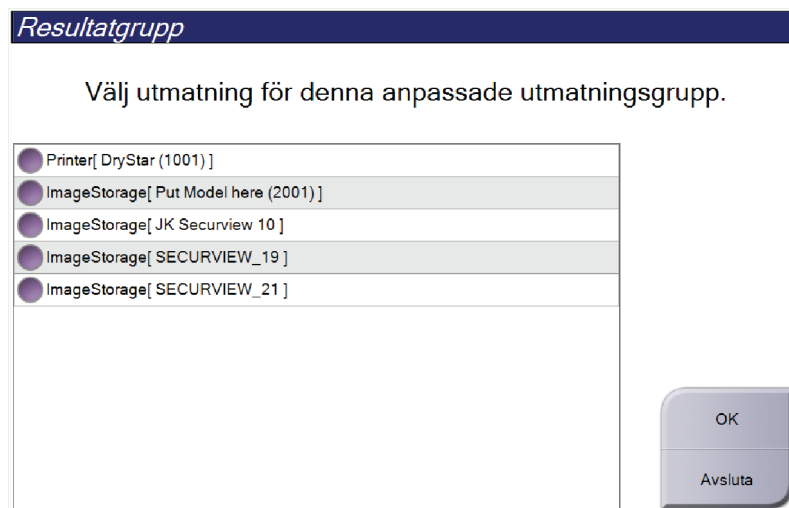 Resultatgrupp
Välj utmatning för denna anpassade utmatningsgrupp.
Printer[ DryStar (1001) ]
ImageStorage[ Put Model here (2001) ]
ImageStorage[ JK Securview 10 ]
ImageStorage[ SECURVIEW_19 ]
ImageStorage[ SECURVIEW_21 ]
OK
Avsluta